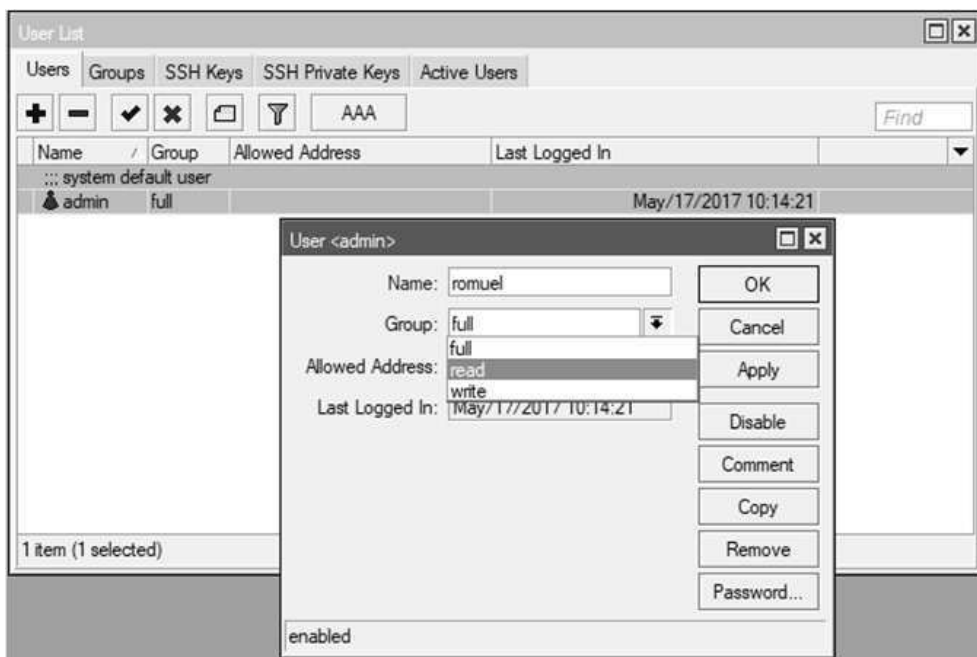 User List
Users Groups SSH Keys SSH Private Keys Active Users
AAA Find
Name Group Allowed Address Last Logged In
;;; system default user
admin full May/17/2017 10:14:21
User <admin>
Name: romuel OK
Group: full Cancel
full
Allowed Address: read Apply
write
Last Logged In: May/17/2017 10:14:21
Disable
Comment
Copy
1 item (1 selected) Remove
Password...
enabled